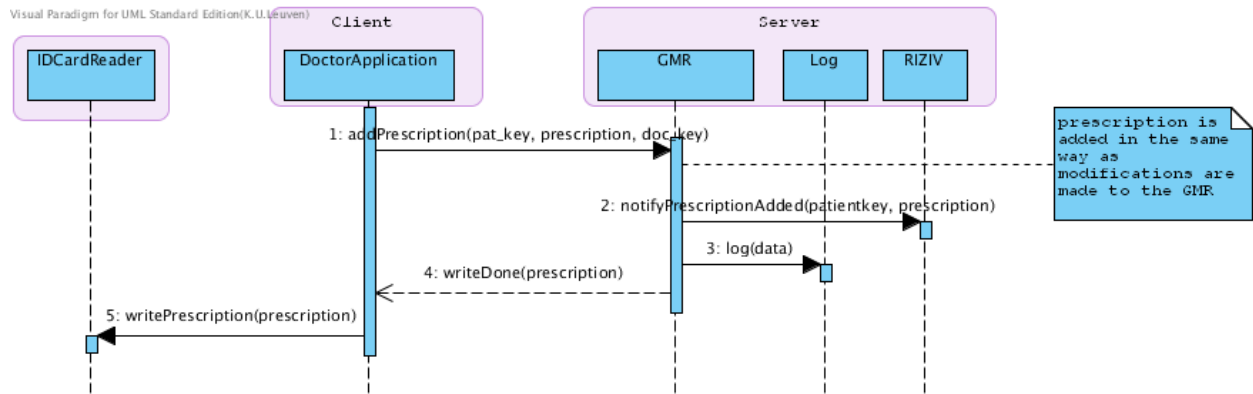 Visual Paradigm for UML Standard Edition(K.U.Leuven)
Client
Server
IDCardReader
DoctorApplication
GMR
Log
RIZIV
1: addPrescription(pat_key, prescription, doc_key)
prescription is
added in the same
way as
modifications are
made to the GMR
2: notifyPrescriptionAdded(patientkey, prescription)
3: log(data)
4: writeDone(prescription)
5: writePrescription(prescription)